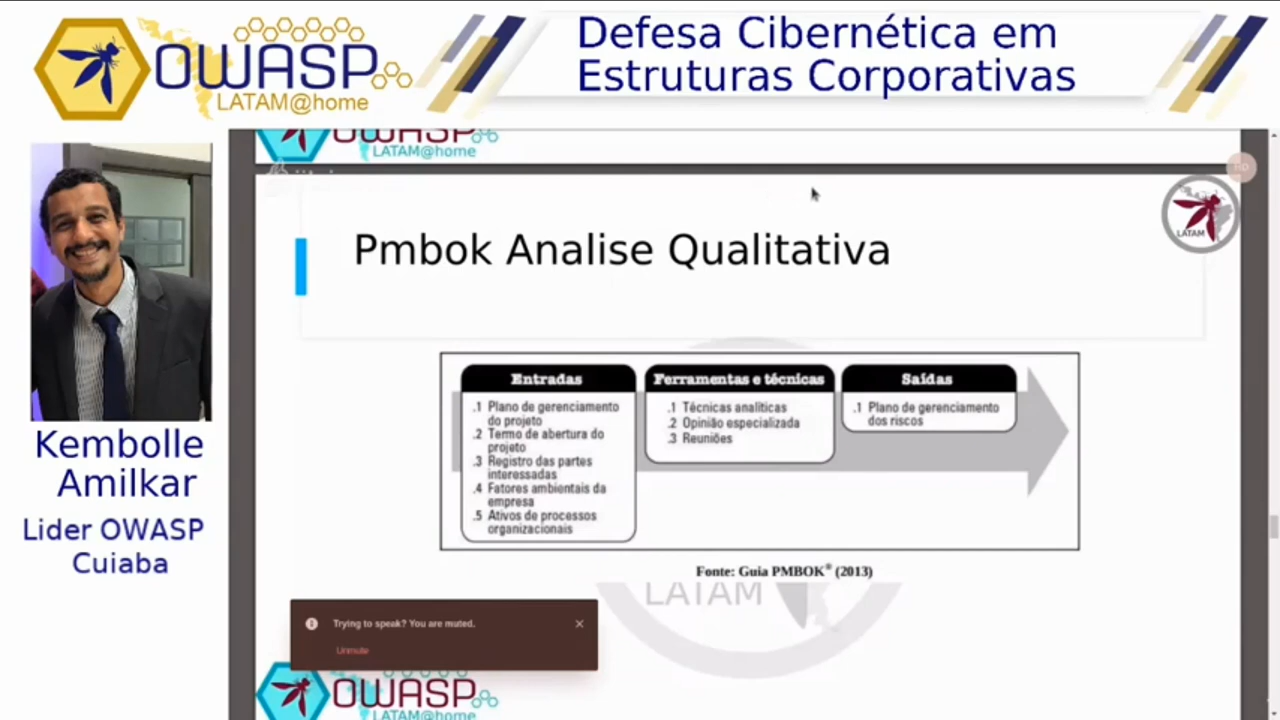 OWASP
LATAM@home
Defesa Cibernética em
Estruturas Corporativas
Kembolle
Amilkar
Lider OWASP
Cuiaba
OWASP
LATAM@home
LATAM
Pmbok Analise Qualitativa
Entradas
.1 Plano de gerenciamento
do projeto
.2 Termo de abertura do
projeto
.3 Registro das partes
interessadas
.4 Fatores ambientais da
empresa
.5 Ativos de processos
organizacionais
Ferramentas e técnicas
.1 Técnicas analíticas
.2 Opinião especializada
.3 Reuniões
Saídas
.1 Plano de gerenciamento
dos riscos
Fonte: Guia PMBOK® (2013)
LATAM
Trying to speak? You are muted.
Unmute
OWASP
LATAM@home